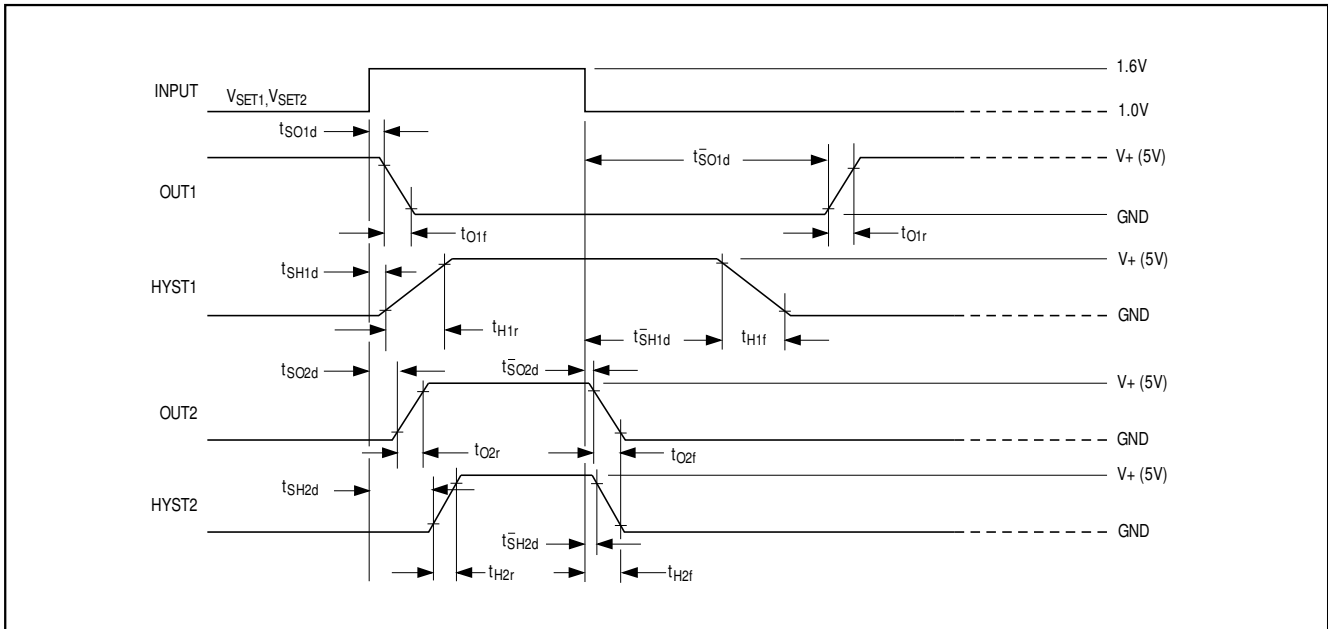 1.6V
INPUT
VSET1,VSET2
1.0V
tSO1d
tS̅O1d
V+ (5V)
OUT1
GND
tO1f
tO1r
tSH1d
V+ (5V)
HYST1
GND
tH1r
tS̅H1d
tH1f
tSO2d
tS̅O2d
V+ (5V)
OUT2
GND
tO2r
tO2f
V+ (5V)
tSH2d
HYST2
GND
tS̅H2d
tH2r
tH2f